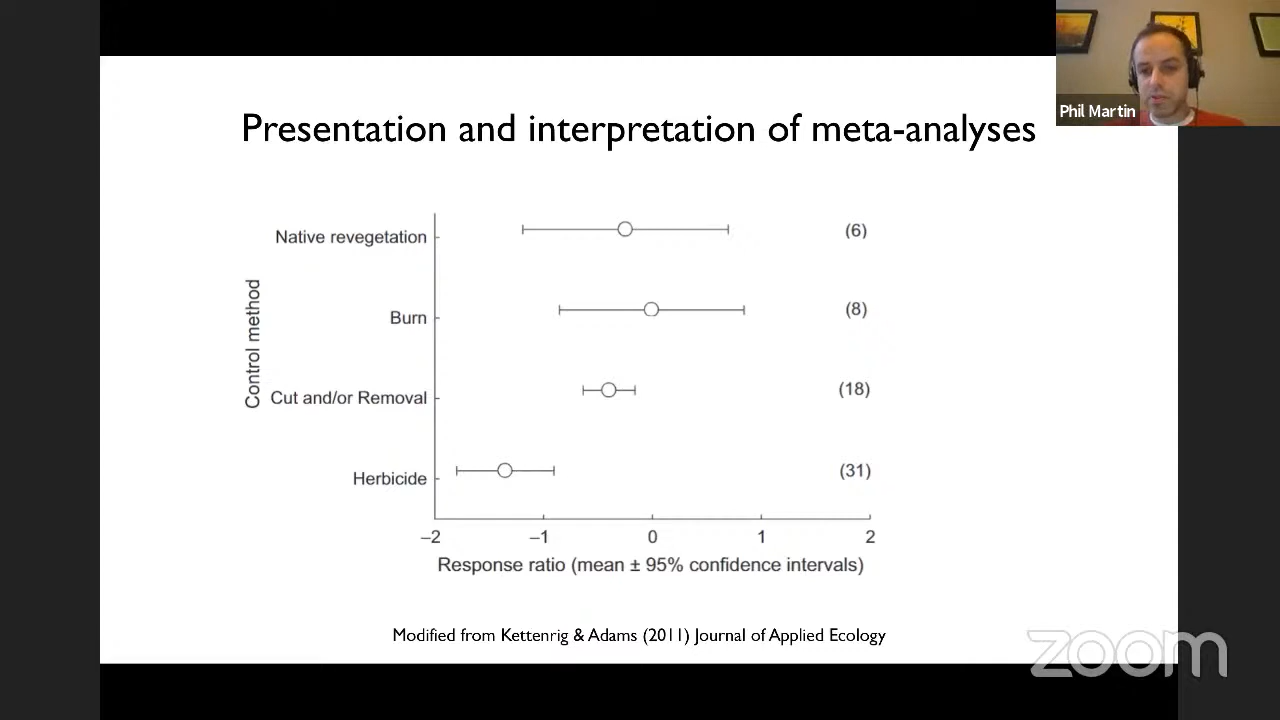 Phil Martin
Presentation and interpretation of meta-analyses
Control method
Native revegetation
(6)
Burn
(8)
Cut and/or Removal
(18)
Herbicide
(31)
–2 –1 0 1 2
Response ratio (mean ± 95% confidence intervals)
Modified from Kettenrig & Adams (2011) Journal of Applied Ecology
zoom